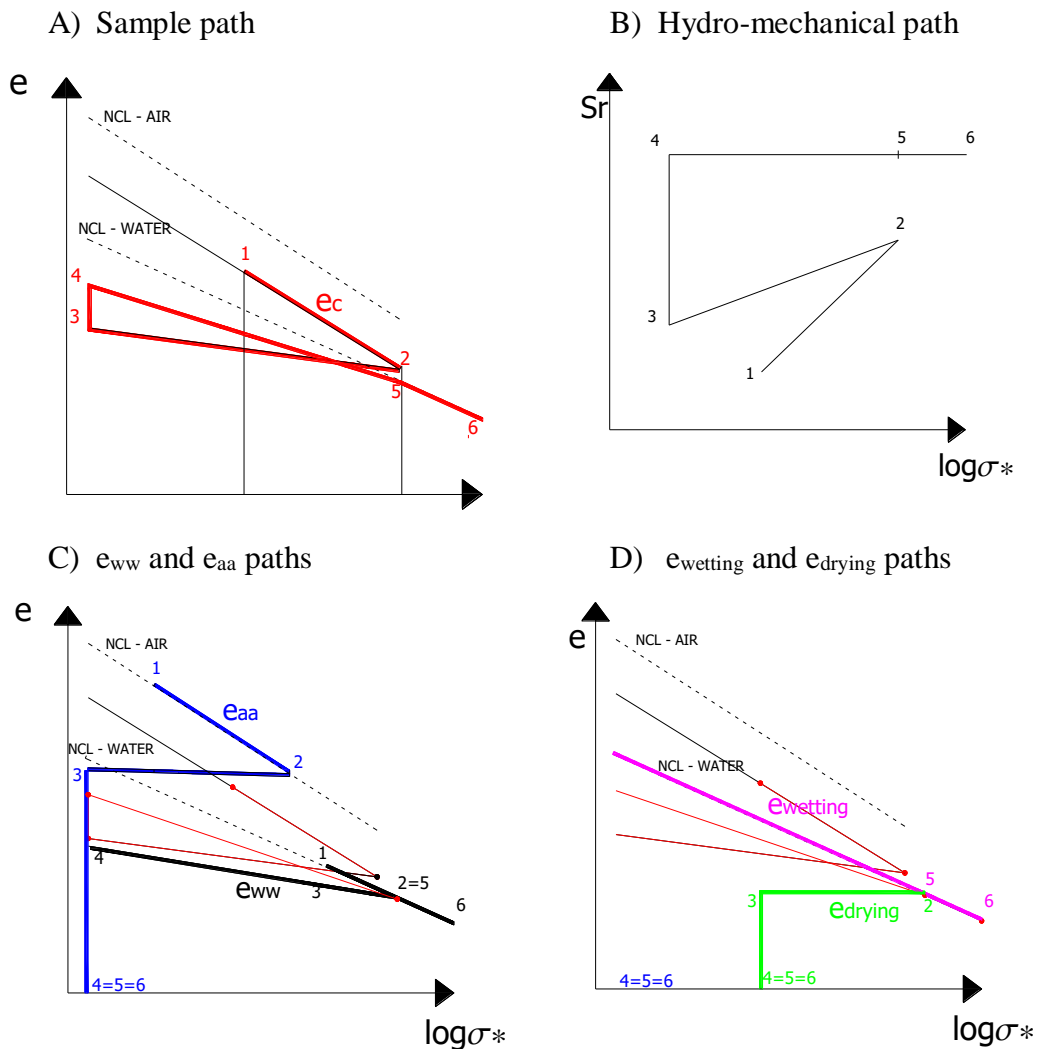 A) Sample path
B) Hydro-mechanical path
e
NCL - AIR
NCL - WATER
1
4
3
ec
2
5
6
Sr
4
5
6
2
3
1
logσ*
C) eww and eaa paths
D) ewetting and edrying paths
e
NCL - AIR
1
eaa
NCL - WATER
2
3
4
1
eww
3
2=5
6
4=5=6
logσ*
e
NCL - AIR
NCL - WATER
ewetting
5
3
edrying
2
6
4=5=6
4=5=6
logσ*